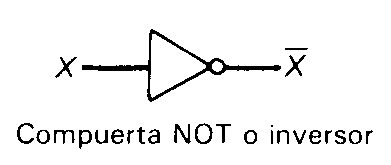 X X̅
Compuerta NOT o inversor